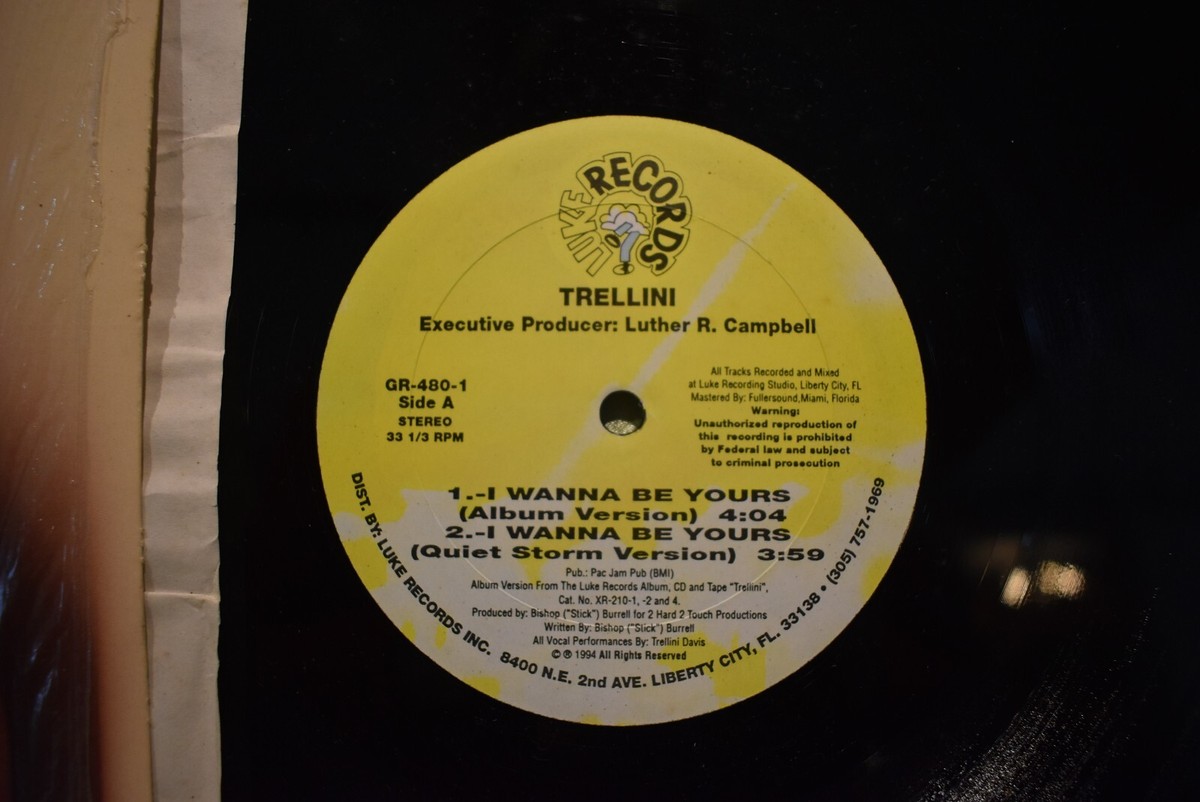 LUKE RECORDS
TRELLINI
Executive Producer: Luther R. Campbell
GR-480-1
Side A
STEREO
33 1/3 RPM
All Tracks Recorded and Mixed
at Luke Recording Studio, Liberty City, FL
Mastered By: Fullersound,Miami, Florida
Warning:
Unauthorized reproduction of
this recording is prohibited
by Federal law and subject
to criminal prosecution
1.-I WANNA BE YOURS
(Album Version) 4:04
2.-I WANNA BE YOURS
(Quiet Storm Version) 3:59
Pub.: Pac Jam Pub (BMI)
Album Version From The Luke Records Album, CD and Tape "Trellini",
Cat. No. XR-210-1, -2 and 4.
Produced by: Bishop ("Slick") Burrell for 2 Hard 2 Touch Productions
Written By: Bishop ("Slick") Burrell
All Vocal Performances By: Trellini Davis
© ® 1994 All Rights Reserved
DIST. BY: LUKE RECORDS INC. 8400 N.E. 2nd AVE. LIBERTY CITY, FL. 33138 • (305) 757-1969